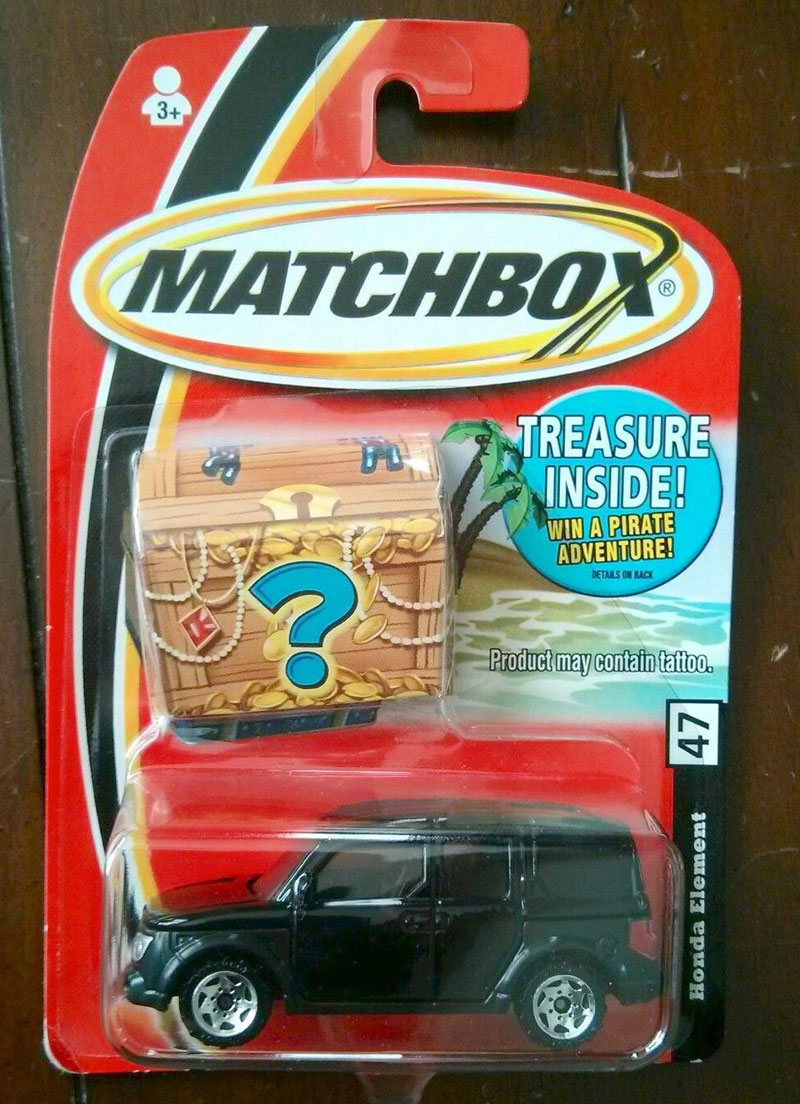 3+
MATCHBOX®
TREASURE
INSIDE!
WIN A PIRATE
ADVENTURE!
DETAILS ON BACK
?
Product may contain tattoo.
47
Honda Element